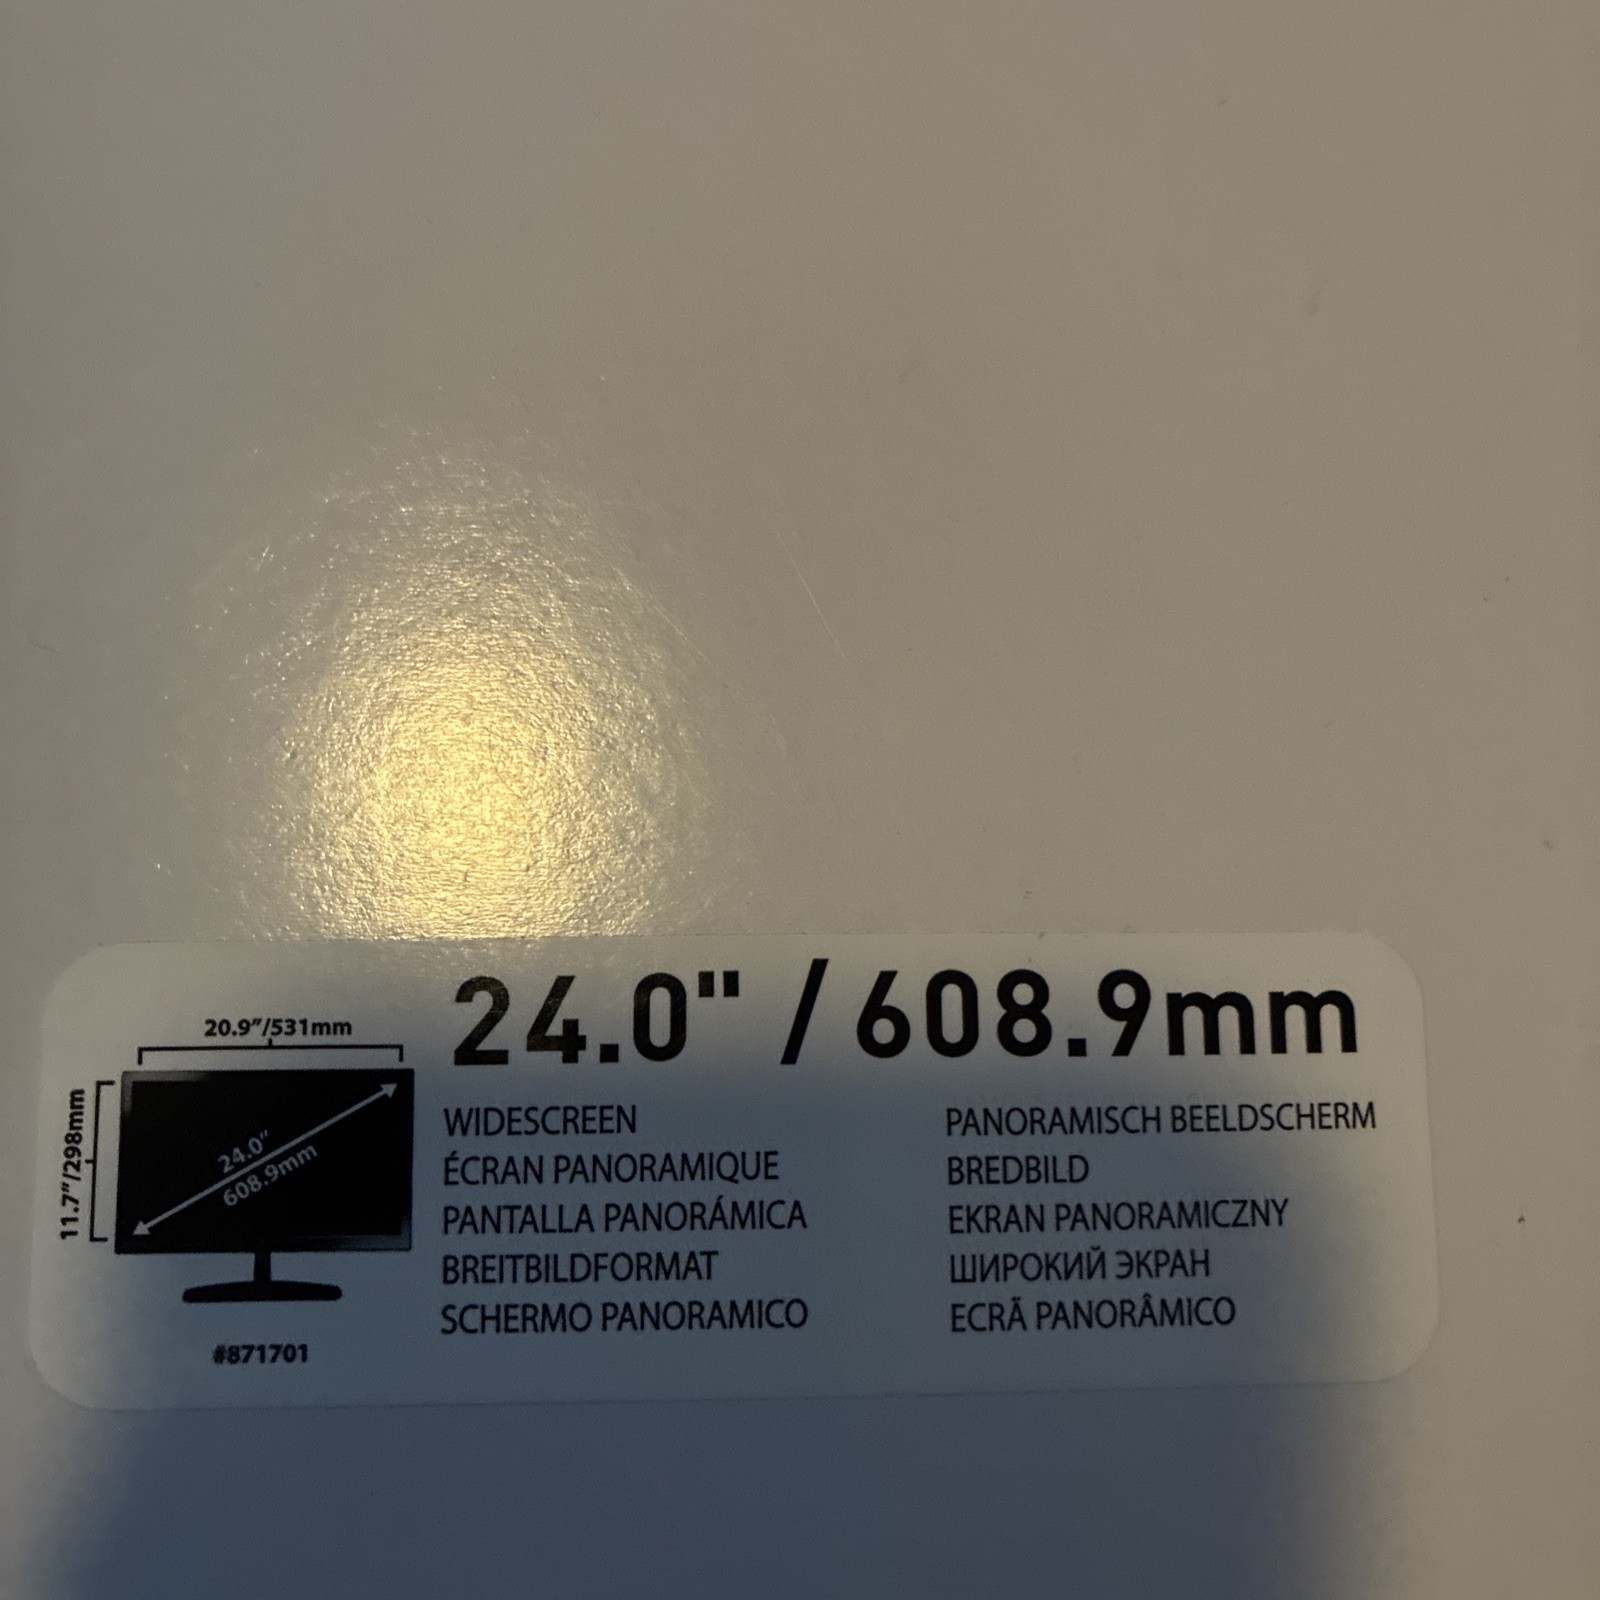 24.0" / 608.9mm
20.9"/531mm
11.7"/298mm
24.0"
608.9mm
#871701
WIDESCREEN
ÉCRAN PANORAMIQUE
PANTALLA PANORÁMICA
BREITBILDFORMAT
SCHERMO PANORAMICO
PANORAMISCH BEELDSCHERM
BREDBILD
EKRAN PANORAMICZNY
ШИРОКИЙ ЭКРАН
ECRÃ PANORÂMICO